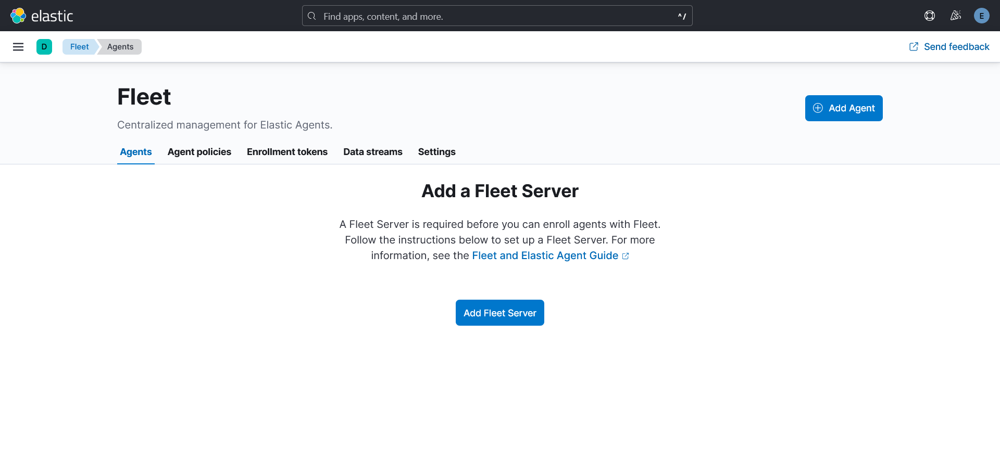 elastic
Find apps, content, and more.
^/
E
D
Fleet
Agents
Send feedback
Fleet
Centralized management for Elastic Agents.
Add Agent
Agents
Agent policies
Enrollment tokens
Data streams
Settings
Add a Fleet Server
A Fleet Server is required before you can enroll agents with Fleet.
Follow the instructions below to set up a Fleet Server. For more
information, see the Fleet and Elastic Agent Guide
Add Fleet Server